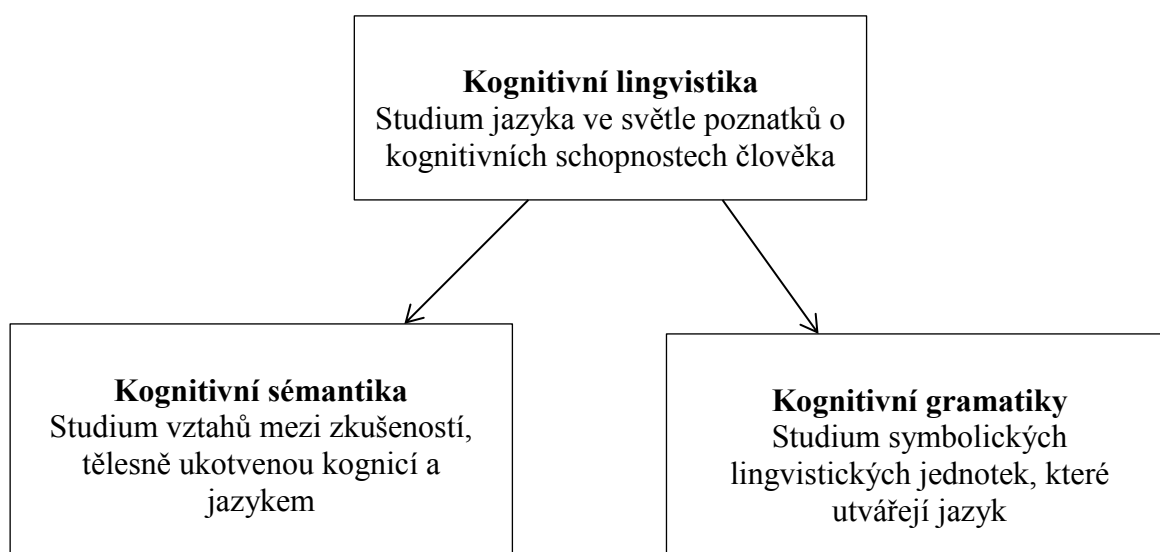 Kognitivní lingvistika
Studium jazyka ve světle poznatků o
kognitivních schopnostech člověka
Kognitivní sémantika
Studium vztahů mezi zkušeností,
tělesně ukotvenou kognicí a
jazykem
Kognitivní gramatiky
Studium symbolických
lingvistických jednotek, které
utvářejí jazyk